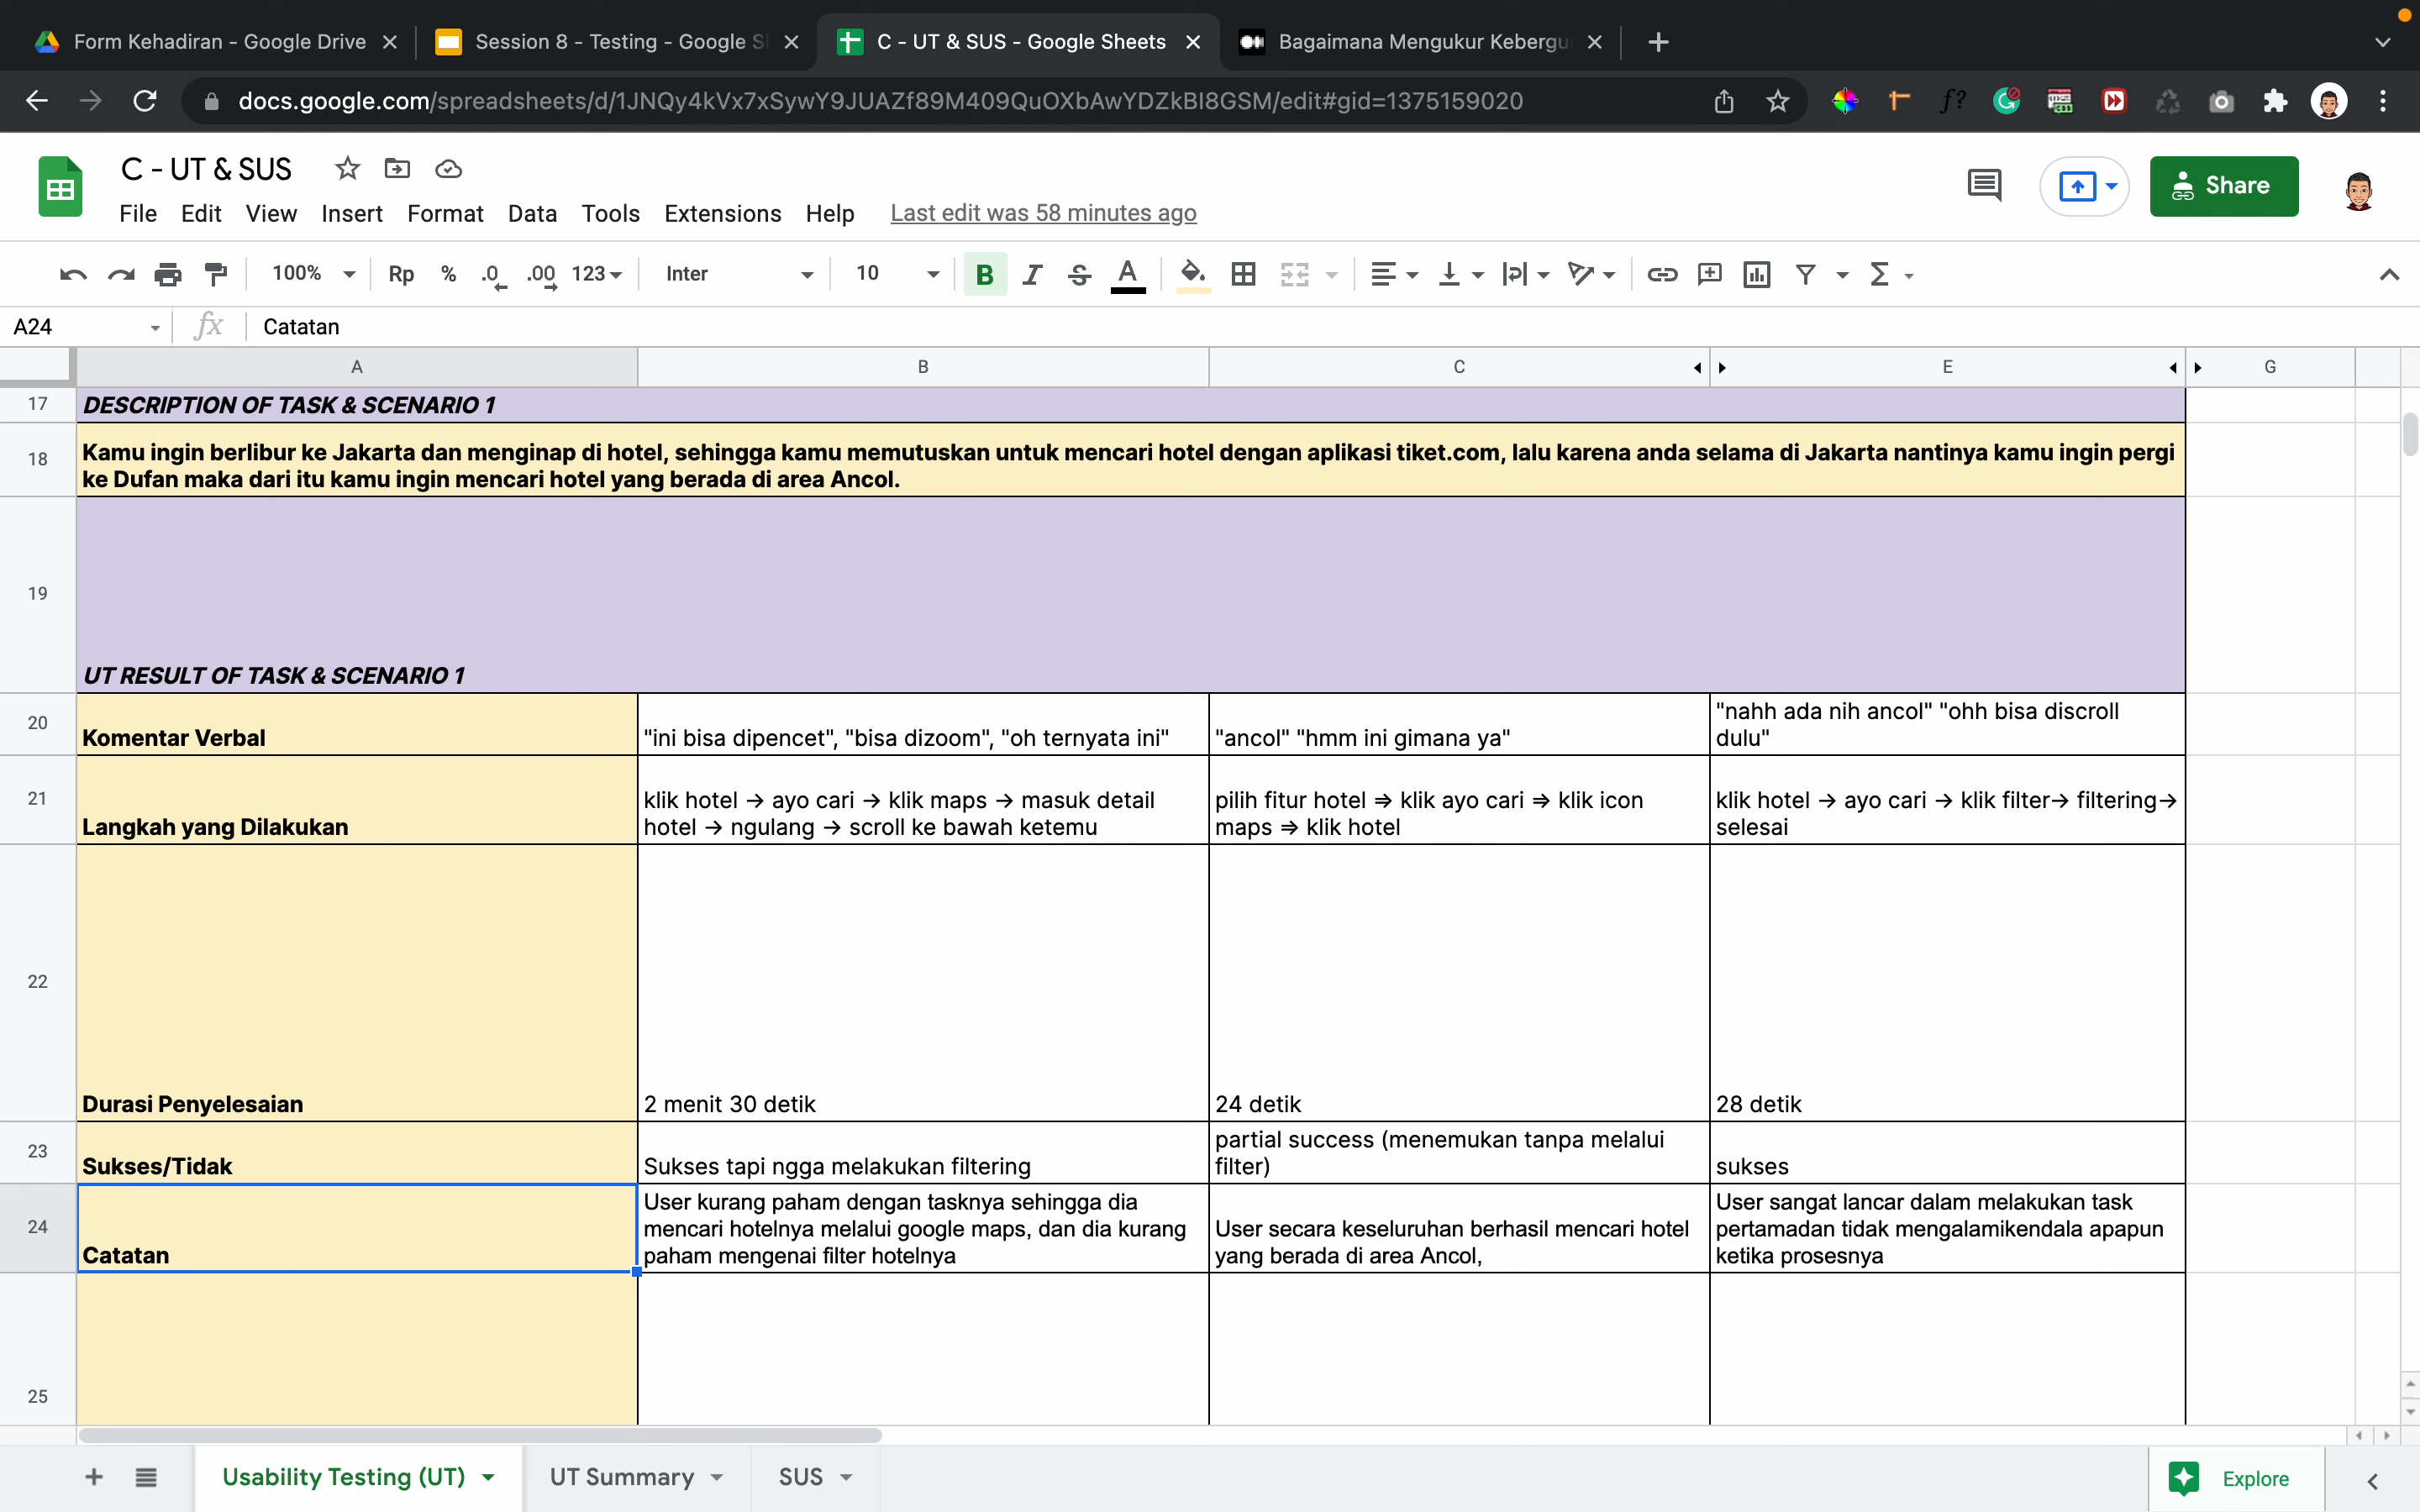 Form Kehadiran - Google Drive
Session 8 - Testing - Google Sl
C - UT & SUS - Google Sheets
Bagaimana Mengukur Kebergu
docs.google.com/spreadsheets/d/1JNQy4kVx7xSywY9JUAZf89M409QuOXbAwYDZkBI8GSM/edit#gid=1375159020
C - UT & SUS
File Edit View Insert Format Data Tools Extensions Help Last edit was 58 minutes ago
Share
100% Rp % .0 .00 123 Inter 10 B I S A
A24 fx Catatan
A B C E G
17 DESCRIPTION OF TASK & SCENARIO 1
18 Kamu ingin berlibur ke Jakarta dan menginap di hotel, sehingga kamu memutuskan untuk mencari hotel dengan aplikasi tiket.com, lalu karena anda selama di Jakarta nantinya kamu ingin pergi
ke Dufan maka dari itu kamu ingin mencari hotel yang berada di area Ancol.
19 UT RESULT OF TASK & SCENARIO 1
20 Komentar Verbal
"ini bisa dipencet", "bisa dizoom", "oh ternyata ini"
"ancol" "hmm ini gimana ya"
"nahh ada nih ancol" "ohh bisa discroll
dulu"
21 Langkah yang Dilakukan
klik hotel → ayo cari → klik maps → masuk detail
hotel → ngulang → scroll ke bawah ketemu
pilih fitur hotel ⇒ klik ayo cari ⇒ klik icon
maps ⇒ klik hotel
klik hotel → ayo cari → klik filter→ filtering→
selesai
22 Durasi Penyelesaian
2 menit 30 detik
24 detik
28 detik
23 Sukses/Tidak
Sukses tapi ngga melakukan filtering
partial success (menemukan tanpa melalui
filter)
sukses
24 Catatan
User kurang paham dengan tasknya sehingga dia
mencari hotelnya melalui google maps, dan dia kurang
paham mengenai filter hotelnya
User secara keseluruhan berhasil mencari hotel
yang berada di area Ancol,
User sangat lancar dalam melakukan task
pertamadan tidak mengalamikendala apapun
ketika prosesnya
25
Usability Testing (UT) UT Summary SUS Explore